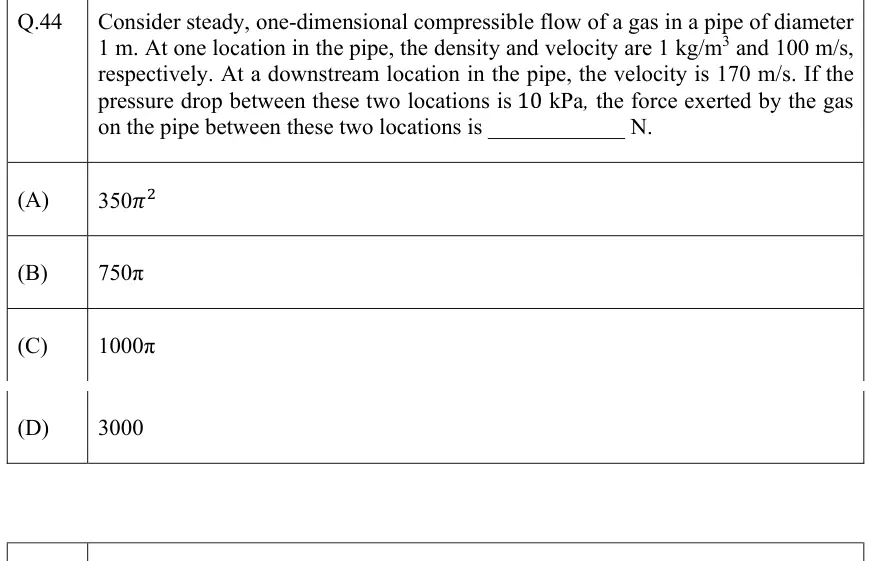 Q.44 Consider steady, one-dimensional compressible flow of a gas in a pipe of diameter
1 m. At one location in the pipe, the density and velocity are 1 kg/m³ and 100 m/s,
respectively. At a downstream location in the pipe, the velocity is 170 m/s. If the
pressure drop between these two locations is 10 kPa, the force exerted by the gas
on the pipe between these two locations is ____________ N.
(A) 350π²
(B) 750π
(C) 1000π
(D) 3000